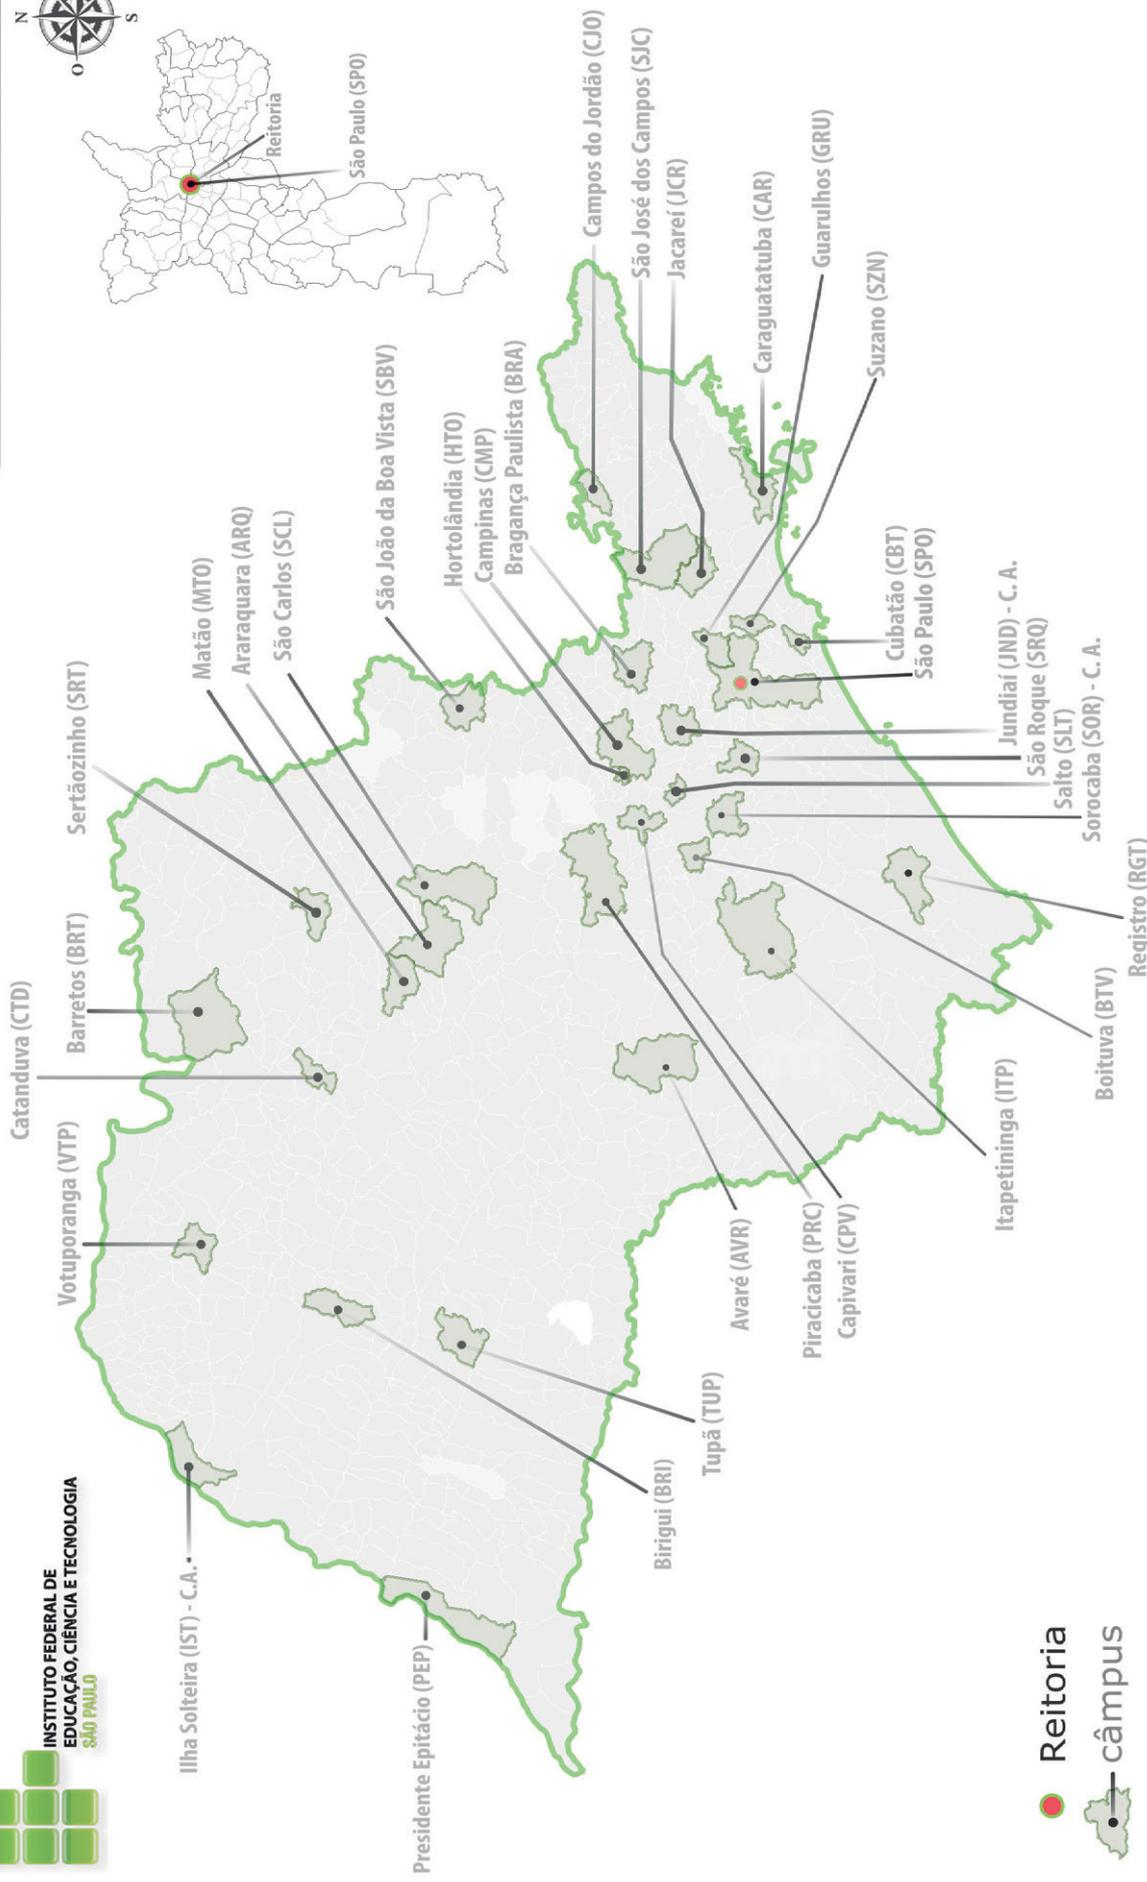 INSTITUTO FEDERAL DE
EDUCAÇÃO, CIÊNCIA E TECNOLOGIA
SÃO PAULO
Ilha Solteira (IST) - C.A.
Presidente Epitácio (PEP)
Votuporanga (VTP)
Catanduva (CTD)
Barretos (BRT)
Sertãozinho (SRT)
Matão (MTO)
Araraquara (ARQ)
São Carlos (SCL)
São João da Boa Vista (SBV)
Hortolândia (HTO)
Campinas (CMP)
Bragança Paulista (BRA)
N
S
O
Reitoria
São Paulo (SPO)
Campos do Jordão (CJO)
São José dos Campos (SJC)
Jacareí (JCR)
Caraguatatuba (CAR)
Guarulhos (GRU)
Suzano (SZN)
Cubatão (CBT)
São Paulo (SPO)
Jundiaí (JND) - C. A.
São Roque (SRQ)
Salto (SLT)
Sorocaba (SOR) - C. A.
Registro (RGT)
Boituva (BTV)
Itapetininga (ITP)
Avaré (AVR)
Piracicaba (PRC)
Capivari (CPV)
Tupã (TUP)
Birigui (BRI)
Reitoria
câmpus